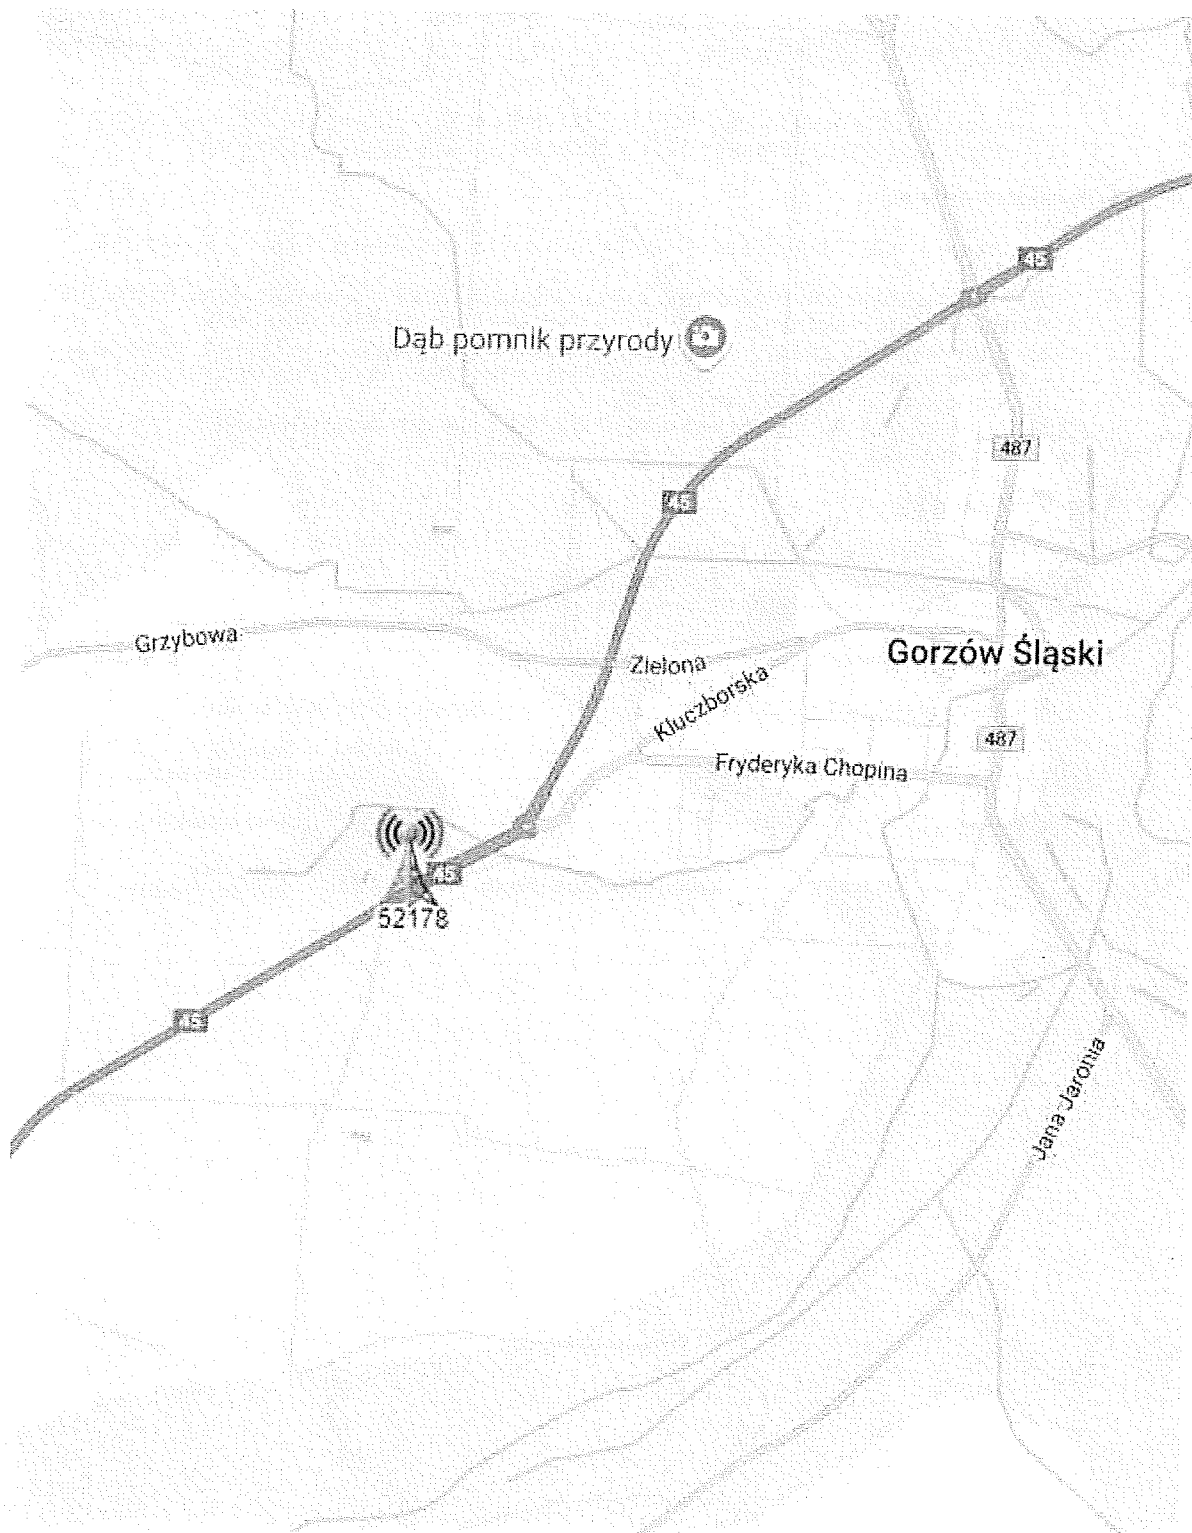 45
Dąb pomnik przyrody
487
45
Grzybowa
Zielona
Gorzów Śląski
Kluczborska
487
Fryderyka Chopina
45
52178
45
Jana Jaronia